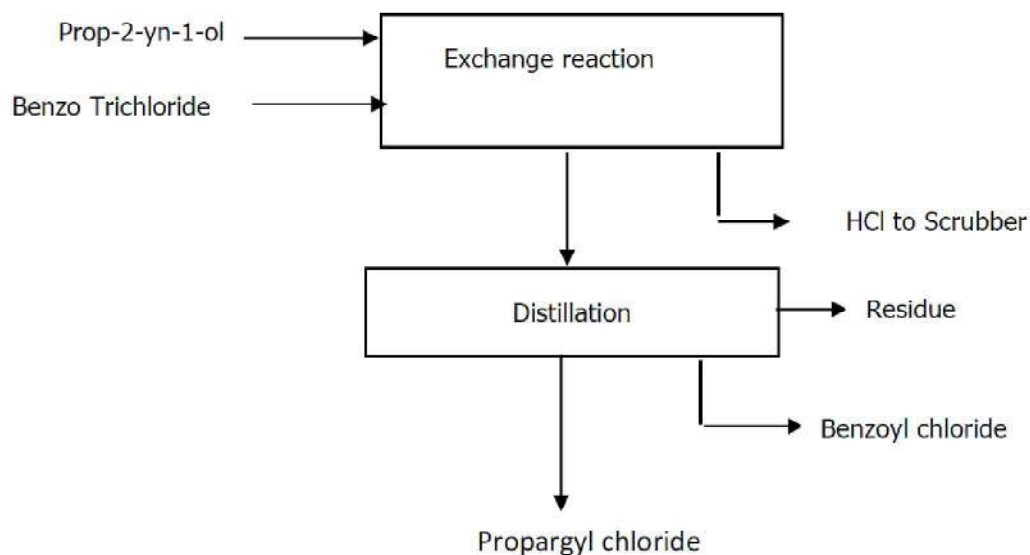 Prop-2-yn-1-ol
Exchange reaction
Benzo Trichloride
HCl to Scrubber
Distillation
Residue
Benzoyl chloride
Propargyl chloride